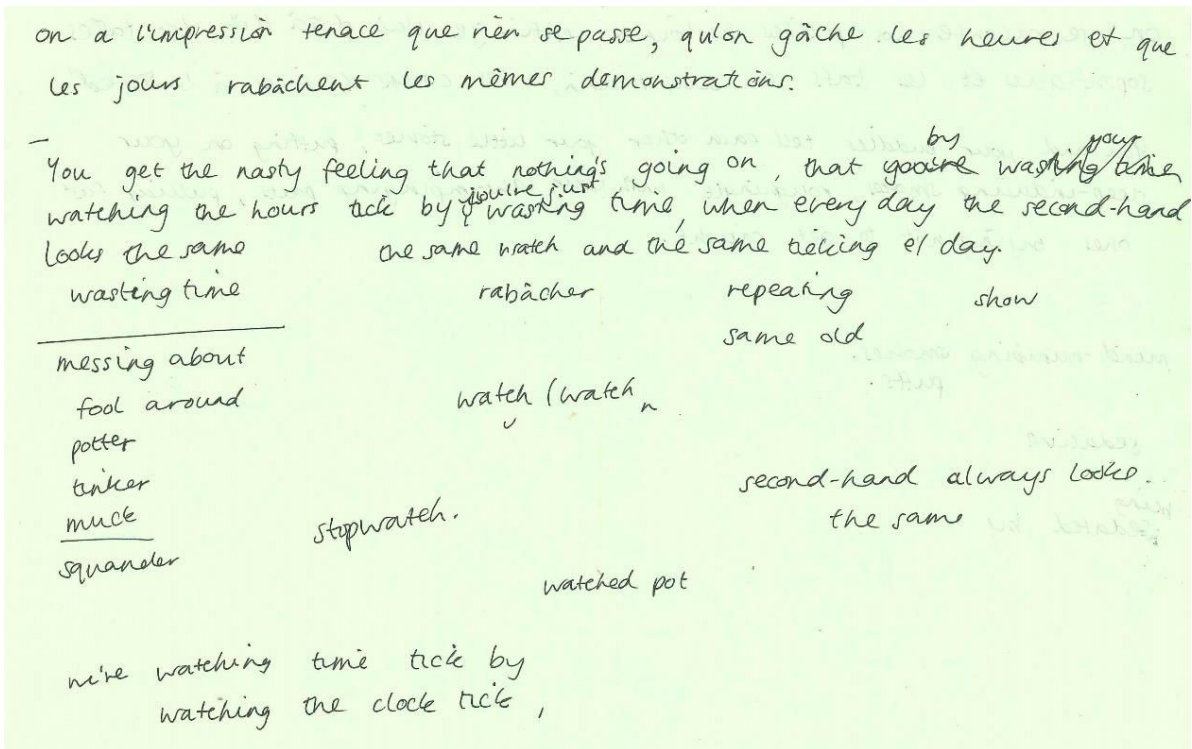 on a l'impression tenace que rien se passe, qu'on gâche les heures et que
les jours rabâchent les mêmes demonstrations.
by your
You get the nasty feeling that nothing's going on, that wasting time,
you're just
watching the hours tick by wasting time, when every day the second-hand
looks the same the same watch and the same ticking e/ day.
wasting time rabâcher repeating show
same old
messing about
fool around watch (watch
potter
tinker second-hand always looks
muck stopwatch. the same
squander
watched pot
we're watching time tick by
watching the clock tick,